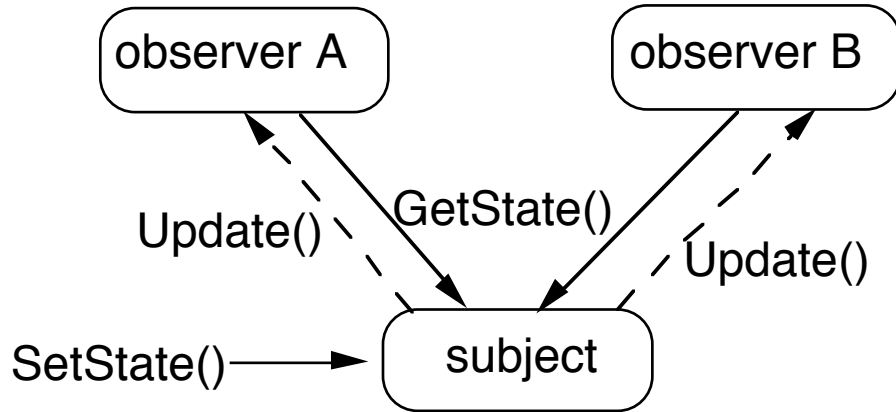 observer A
observer B
GetState()
Update()
Update()
SetState()
subject